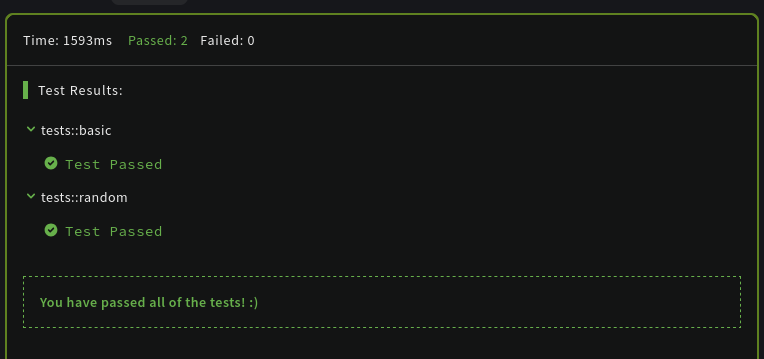 Time: 1593ms Passed: 2 Failed: 0
Test Results:
tests::basic
Test Passed
tests::random
Test Passed
You have passed all of the tests! :)